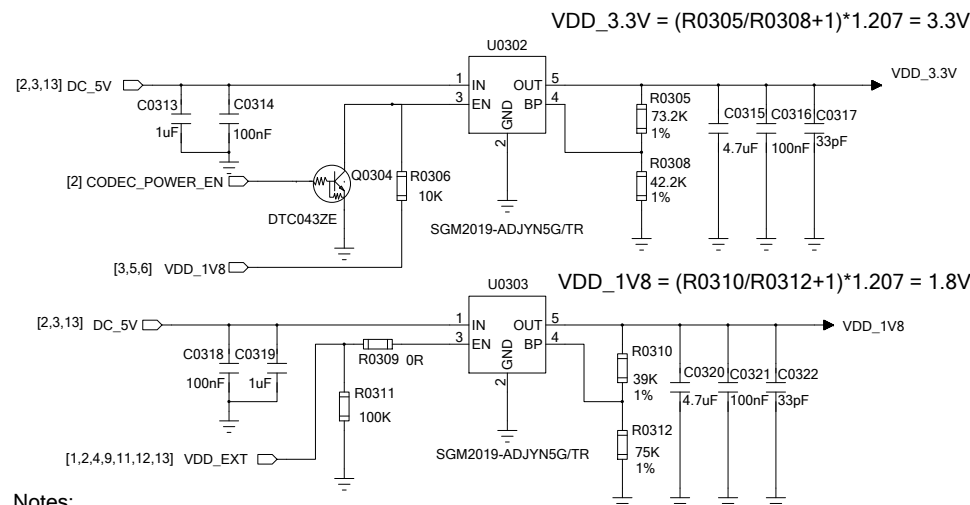 VDD_3.3V = (R0305/R0308+1)*1.207 = 3.3V
U0302
[2,3,13] DC_5V
1 IN
OUT 5
VDD_3.3V
3 EN
BP 4
GND
2
C0313
1uF
C0314
100nF
R0305
73.2K
1%
C0315
4.7uF
C0316
100nF
C0317
33pF
[2] CODEC_POWER_EN
Q0304
DTC043ZE
R0306
10K
R0308
42.2K
1%
SGM2019-ADJYN5G/TR
[3,5,6] VDD_1V8
VDD_1V8 = (R0310/R0312+1)*1.207 = 1.8V
U0303
[2,3,13] DC_5V
1 IN
OUT 5
VDD_1V8
3 EN
BP 4
GND
2
C0318
100nF
C0319
1uF
R0309 0R
R0311
100K
R0310
39K
1%
C0320
4.7uF
C0321
100nF
C0322
33pF
R0312
75K
1%
SGM2019-ADJYN5G/TR
[1,2,4,9,11,12,13] VDD_EXT
Notes: